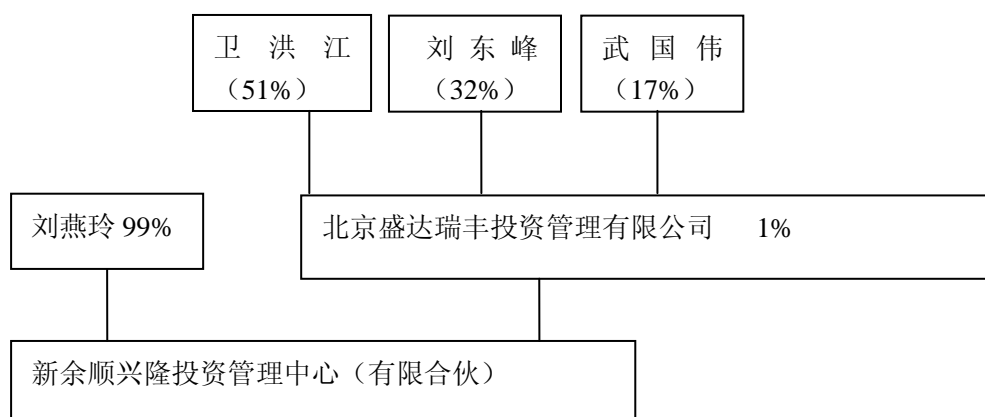 卫洪江
（51%）
刘东峰
（32%）
武国伟
（17%）
刘燕玲 99%
北京盛达瑞丰投资管理有限公司 1%
新余顺兴隆投资管理中心（有限合伙）